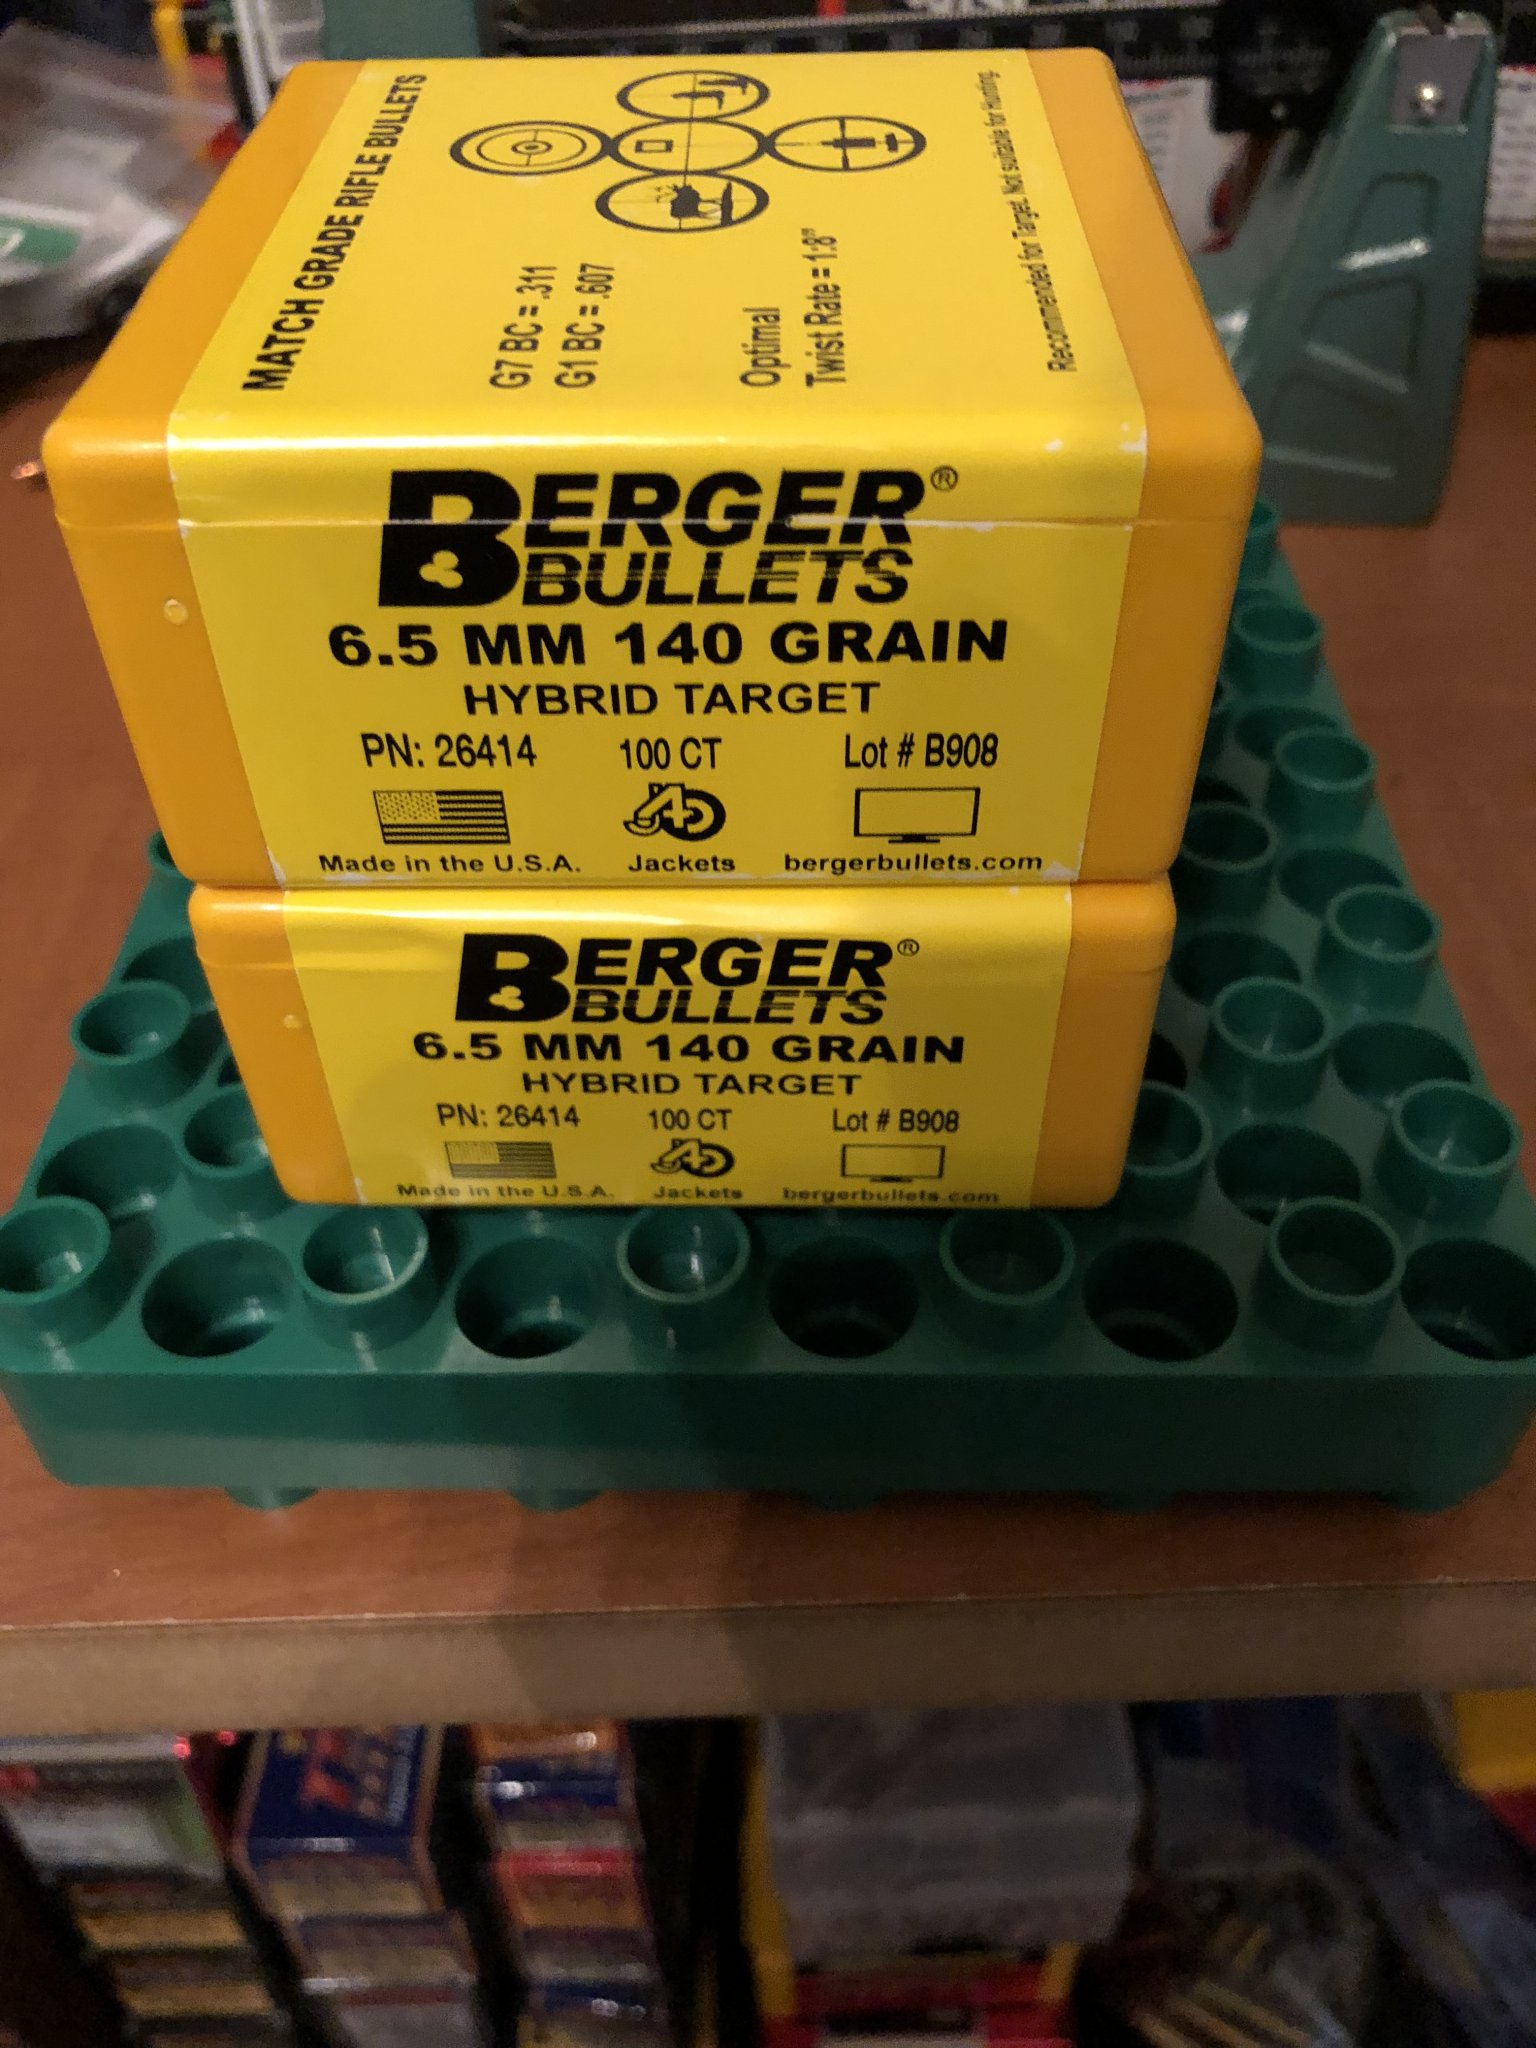 MATCH GRADE RIFLE BULLETS
G7 BC = .311
G1 BC = .607
Optimal
Twist Rate = 1:8"
Recommended for Target. Not suitable for Hunting.
BERGER®
BULLETS
6.5 MM 140 GRAIN
HYBRID TARGET
PN: 26414 100 CT Lot # B908
Made in the U.S.A. Jackets bergerbullets.com
BERGER®
BULLETS
6.5 MM 140 GRAIN
HYBRID TARGET
PN: 26414 100 CT Lot # B908
Made in the U.S.A. Jackets bergerbullets.com